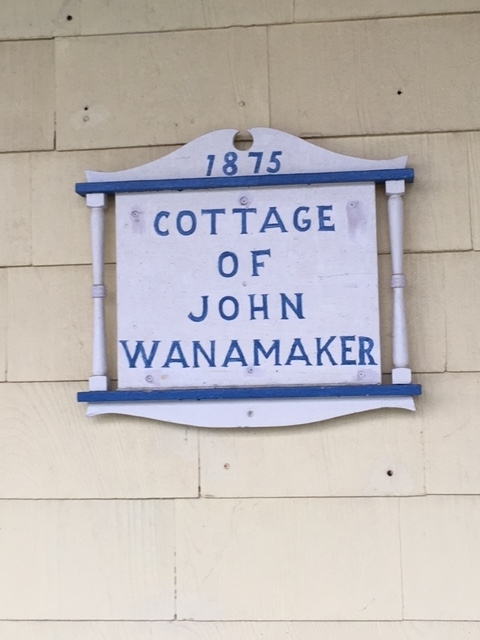 1875
COTTAGE
OF
JOHN
WANAMAKER